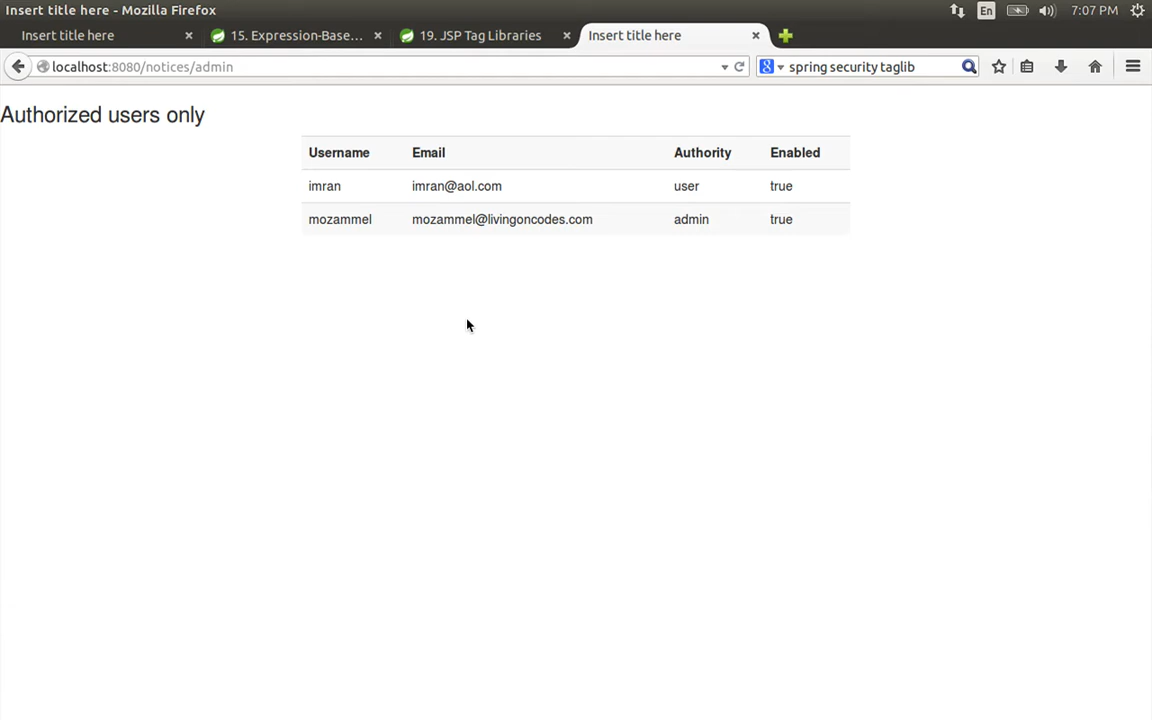 Insert title here - Mozilla Firefox
En
7:07 PM
Insert title here
15. Expression-Base...
19. JSP Tag Libraries
Insert title here
localhost:8080/notices/admin
spring security taglib
Authorized users only
Username Email Authority Enabled
imran imran@aol.com user true
mozammel mozammel@livingoncodes.com admin true